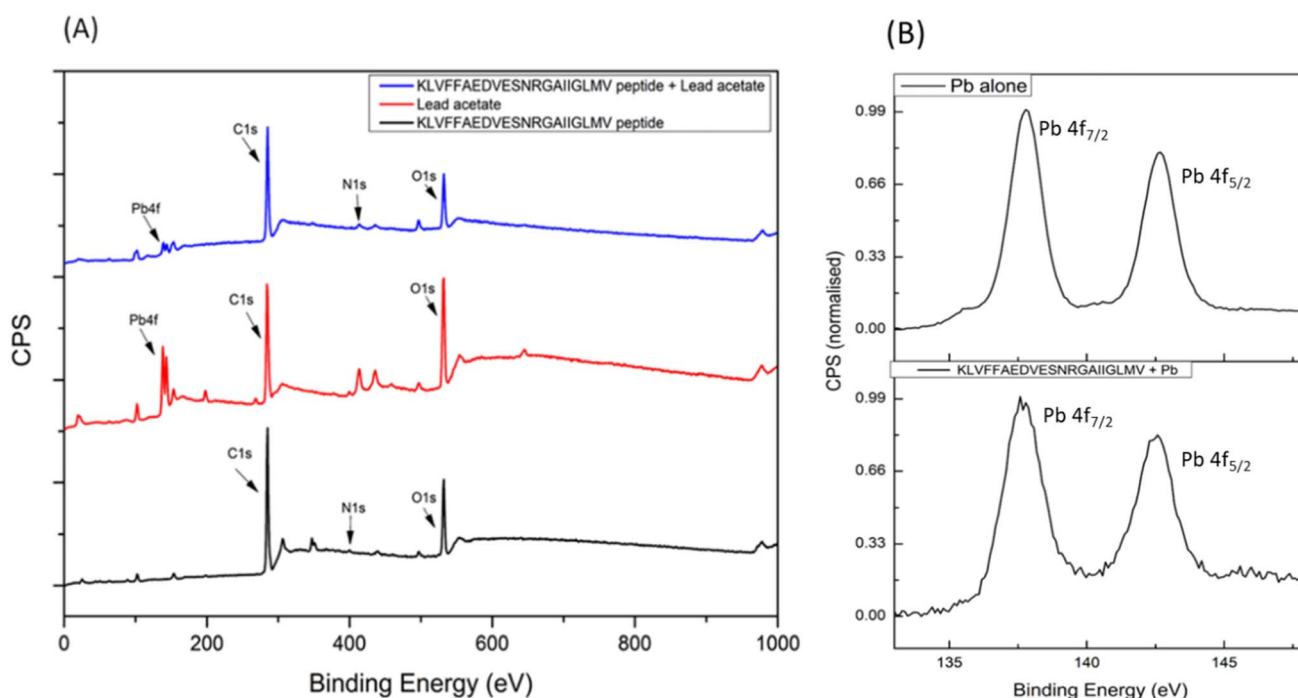 (A)
KLVFFAEDVESNRGAIIGLMV peptide + Lead acetate
Lead acetate
KLVFFAEDVESNRGAIIGLMV peptide
C1s
N1s
O1s
Pb4f
C1s
O1s
Pb4f
C1s
N1s
O1s
CPS
0
200
400
600
800
1000
Binding Energy (eV)
(B)
Pb alone
0.99
0.66
0.33
0.00
Pb 4f7/2
Pb 4f5/2
CPS (normalised)
KLVFFAEDVESNRGAIIGLMV + Pb
0.99
0.66
0.33
0.00
Pb 4f7/2
Pb 4f5/2
135
140
145
Binding Energy (eV)